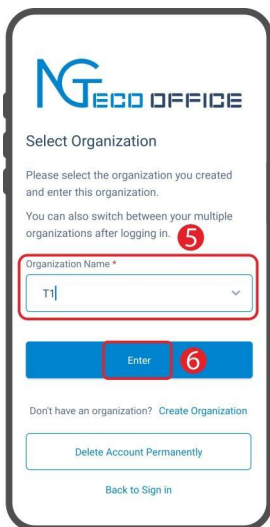 NGTECO OFFICE
Select Organization
Please select the organization you created
and enter this organization.
You can also switch between your multiple
organizations after logging in.
5
Organization Name *
T1
Enter
6
Don't have an organization? Create Organization
Delete Account Permanently
Back to Sign in